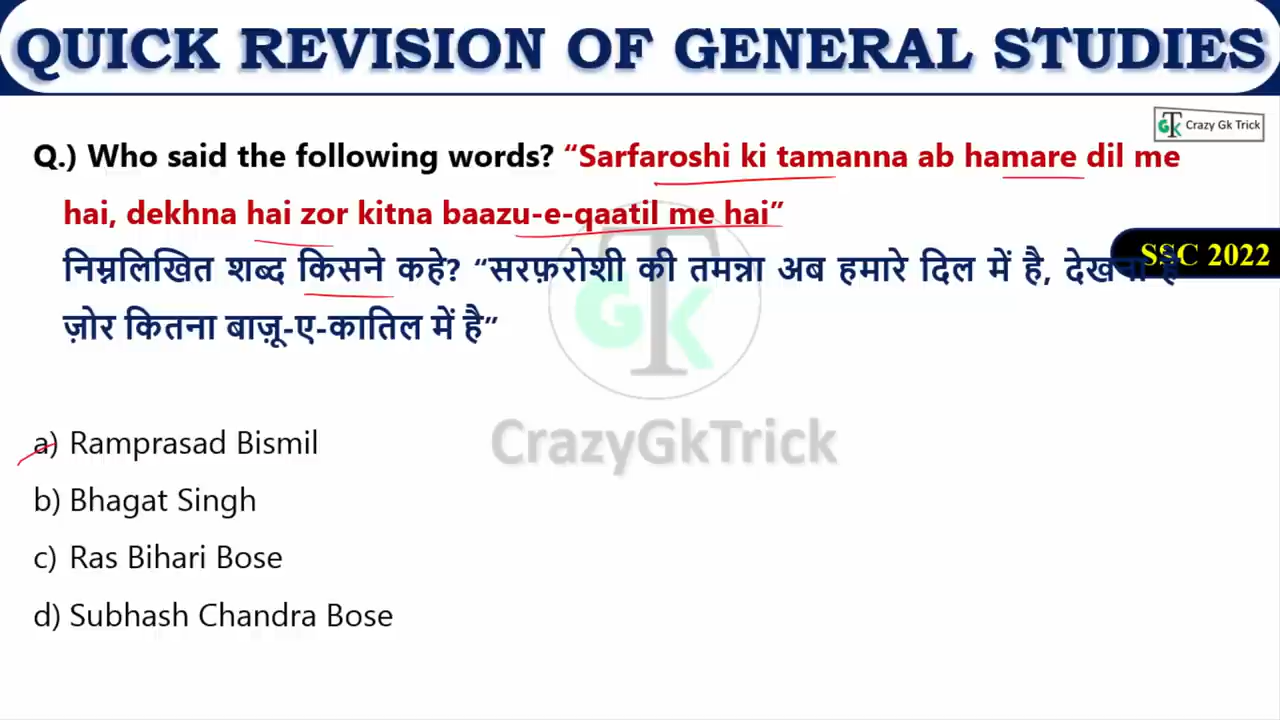 QUICK REVISION OF GENERAL STUDIES
GTK Crazy Gk Trick
Q.) Who said the following words? “Sarfaroshi ki tamanna ab hamare dil me
hai, dekhna hai zor kitna baazu-e-qaatil me hai”
SSC 2022
निम्नलिखित शब्द किसने कहे? “सरफ़रोशी की तमन्ना अब हमारे दिल में है, देखना है
ज़ोर कितना बाज़ू-ए-कातिल में है”
GTK
CrazyGkTrick
a) Ramprasad Bismil
b) Bhagat Singh
c) Ras Bihari Bose
d) Subhash Chandra Bose